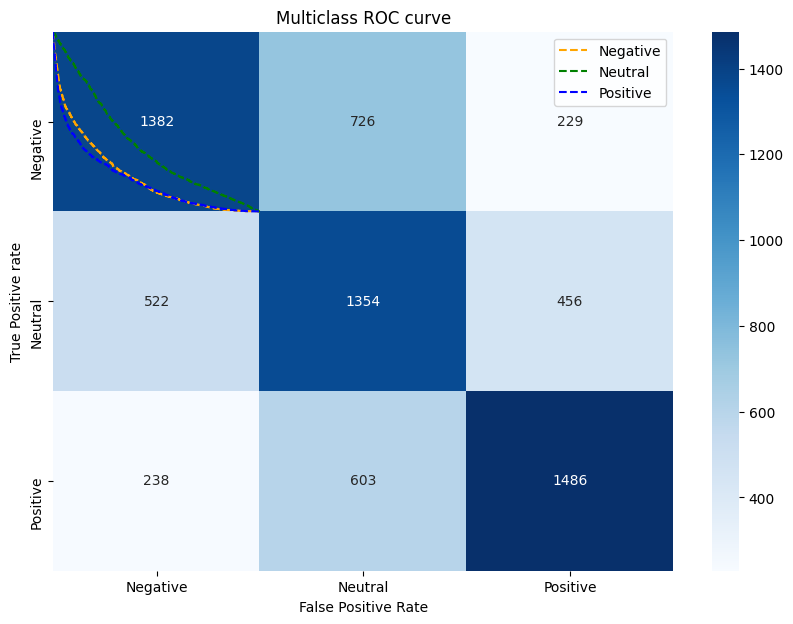 Multiclass ROC curve
Negative
Neutral
Positive
True Positive rate
Negative
1382 726 229
Neutral
522 1354 456
Positive
238 603 1486
Negative Neutral Positive
False Positive Rate
1400
1200
1000
800
600
400